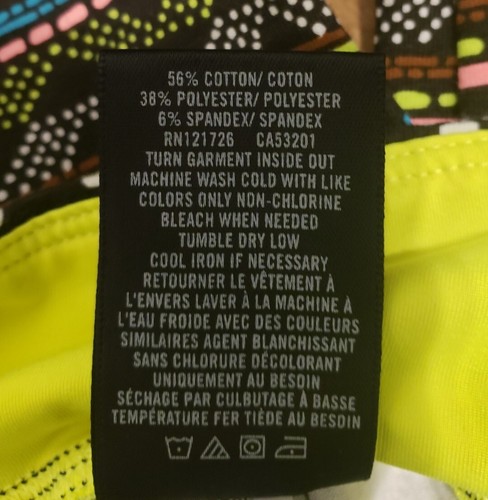 56% COTTON/ COTON
38% POLYESTER/ POLYESTER
6% SPANDEX/ SPANDEX
RN121726 CA53201
TURN GARMENT INSIDE OUT
MACHINE WASH COLD WITH LIKE
COLORS ONLY NON-CHLORINE
BLEACH WHEN NEEDED
TUMBLE DRY LOW
COOL IRON IF NECESSARY
RETOURNER LE VÊTEMENT À
L'ENVERS LAVER À LA MACHINE À
L'EAU FROIDE AVEC DES COULEURS
SIMILAIRES AGENT BLANCHISSANT
SANS CHLORURE DÉCOLORANT
UNIQUEMENT AU BESOIN
SÉCHAGE PAR CULBUTAGE À BASSE
TEMPÉRATURE FER TIÈDE AU BESOIN